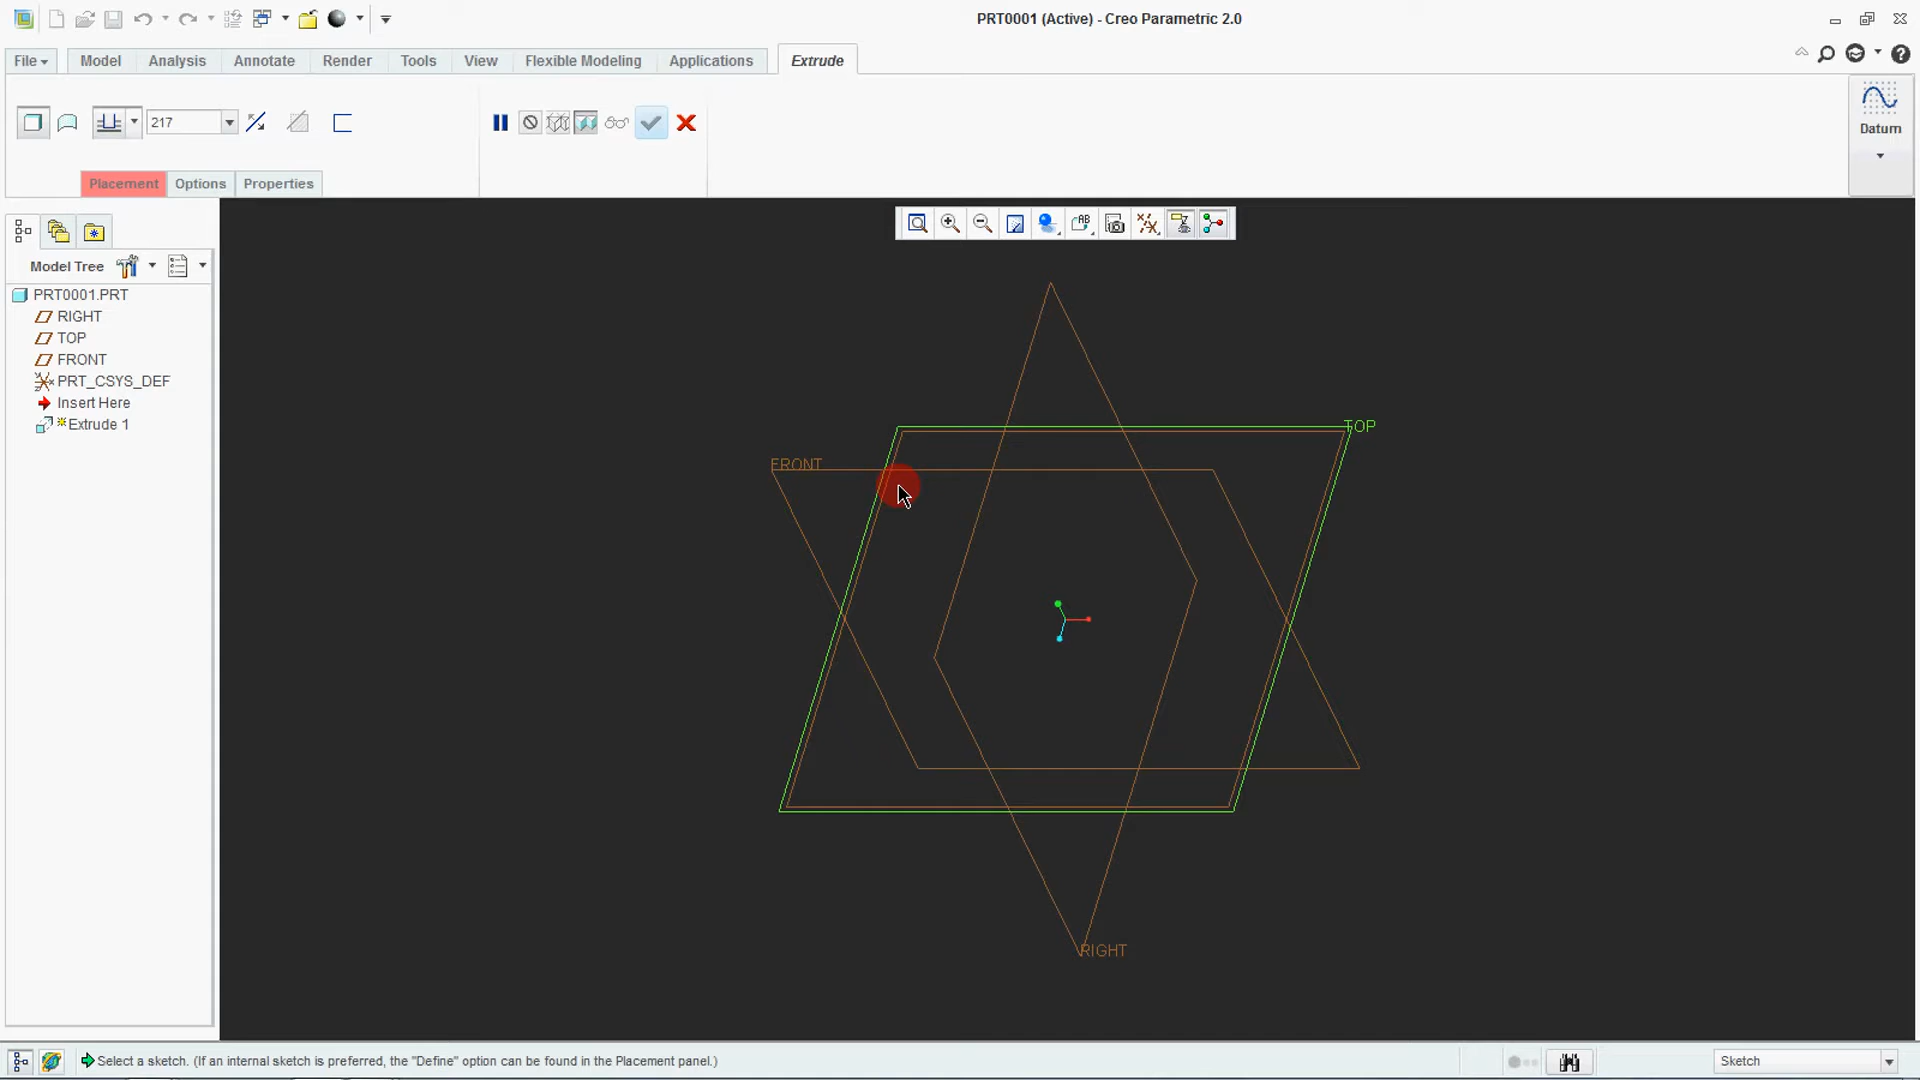 PRT0001 (Active) - Creo Parametric 2.0
File Model Analysis Annotate Render Tools View Flexible Modeling Applications Extrude
217
Datum
Placement Options Properties
AB
Model Tree
PRT0001.PRT
RIGHT
TOP
FRONT
PRT_CSYS_DEF
Insert Here
Extrude 1
TOP
FRONT
RIGHT
Select a sketch. (If an internal sketch is preferred, the "Define" option can be found in the Placement panel.)
Sketch